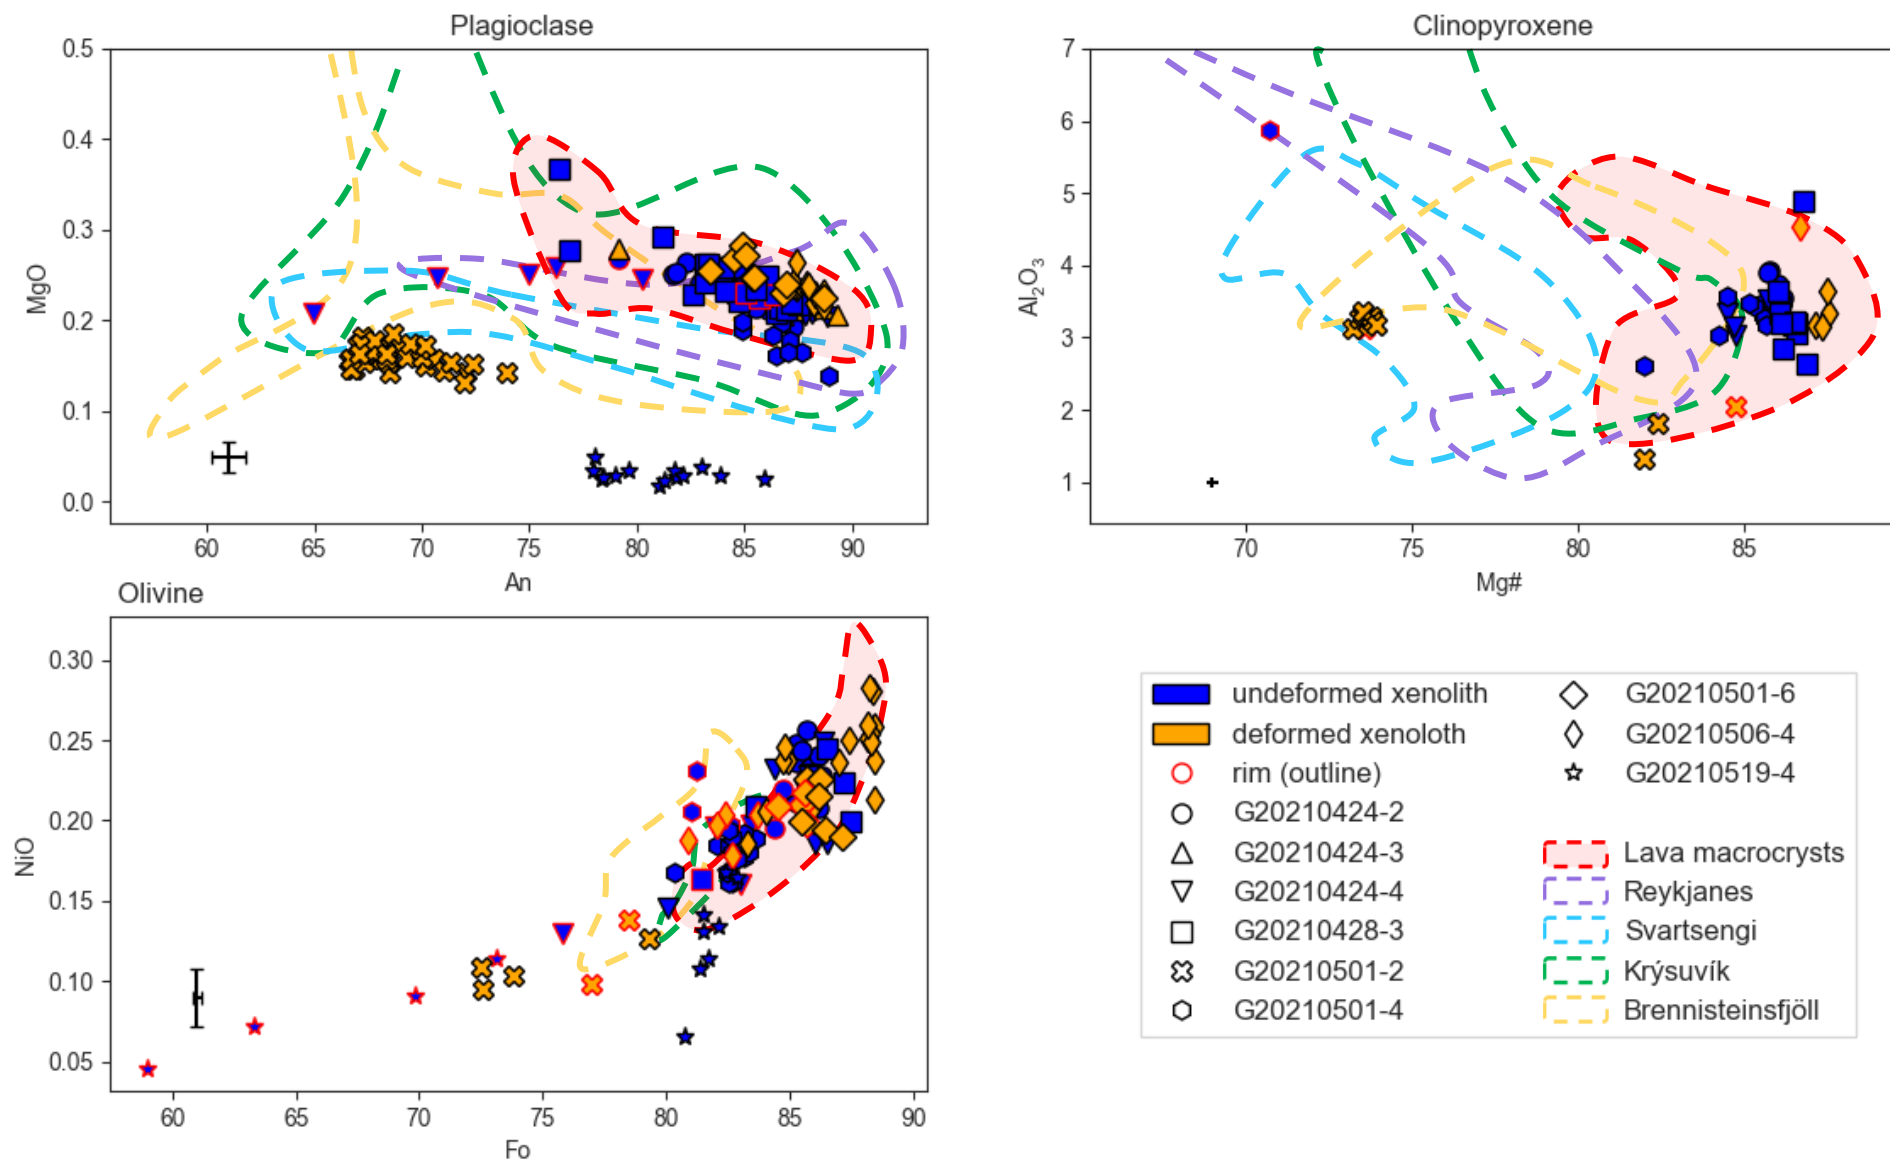 Plagioclase
0.5
0.4
0.3
0.2
0.1
0.0
MgO
60 65 70 75 80 85 90
An
Clinopyroxene
7
6
5
4
3
2
1
Al₂O₃
70 75 80 85
Mg#
Olivine
0.30
0.25
0.20
0.15
0.10
0.05
NiO
60 65 70 75 80 85 90
Fo
undeformed xenolith
deformed xenoloth
rim (outline)
G20210424-2
G20210424-3
G20210424-4
G20210428-3
G20210501-2
G20210501-4
G20210501-6
G20210506-4
G20210519-4
Lava macrocrysts
Reykjanes
Svartsengi
Krýsuvík
Brennisteinsfjöll